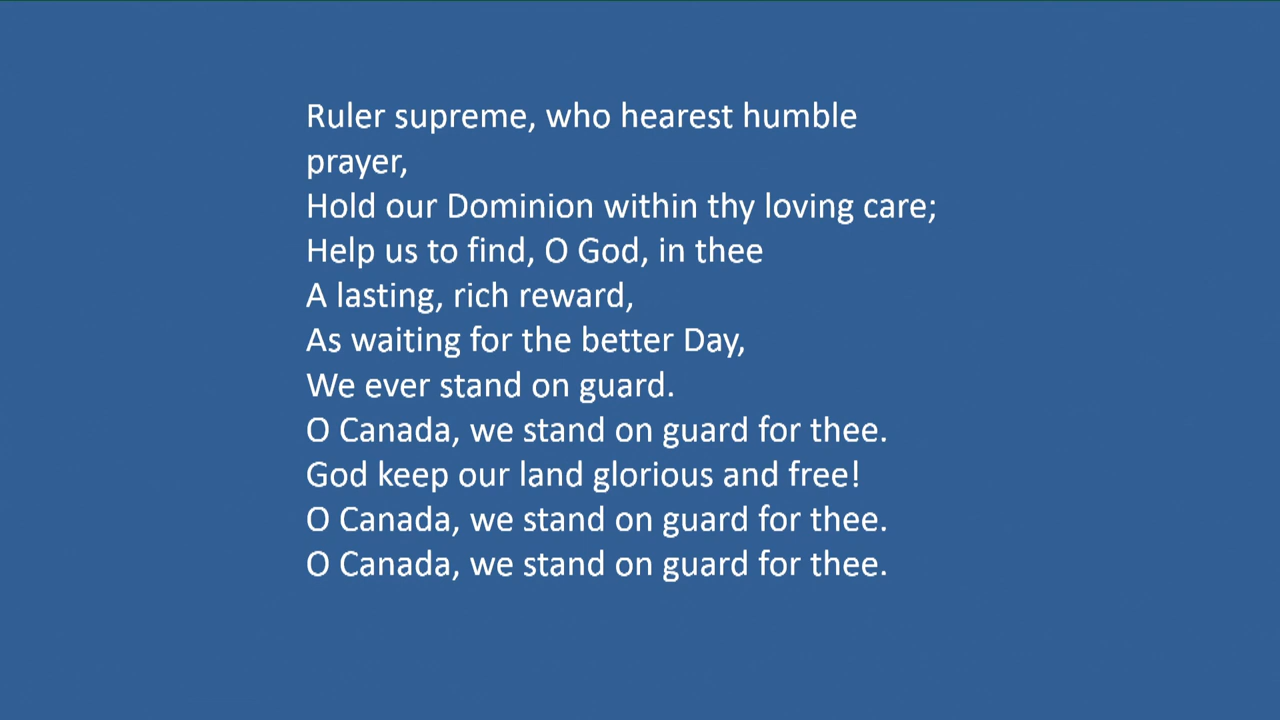 Ruler supreme, who hearest humble
prayer,
Hold our Dominion within thy loving care;
Help us to find, O God, in thee
A lasting, rich reward,
As waiting for the better Day,
We ever stand on guard.
O Canada, we stand on guard for thee.
God keep our land glorious and free!
O Canada, we stand on guard for thee.
O Canada, we stand on guard for thee.